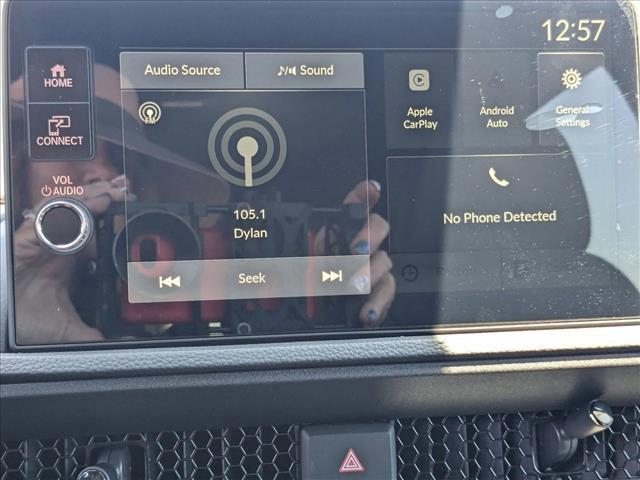 12:57
HOME
CONNECT
VOL
AUDIO
Audio Source
Sound
FM
105.1
Dylan
Seek
Apple
CarPlay
Android
Auto
General
Settings
No Phone Detected